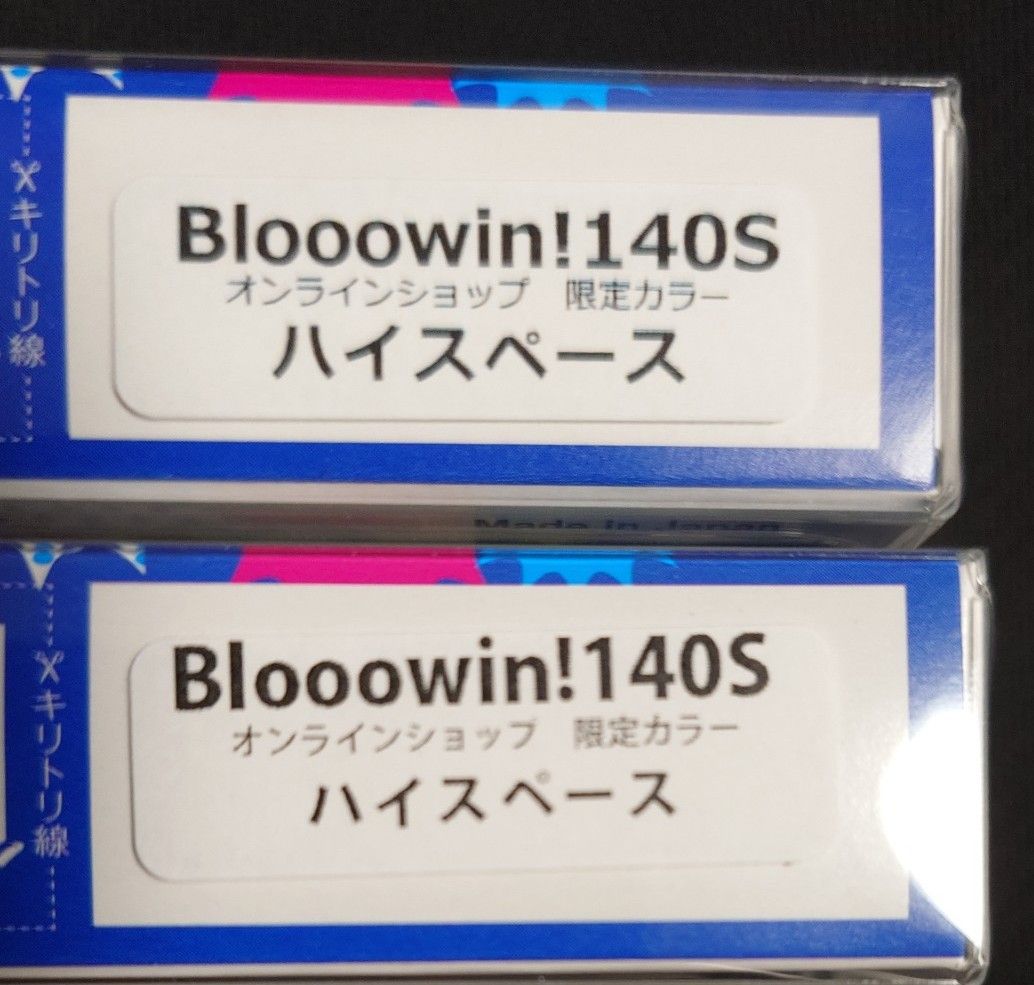 キリトリ線
Blooowin!140S
オンラインショップ　限定カラー
ハイスペース
Made in Japan
キリトリ線
Blooowin!140S
オンラインショップ　限定カラー
ハイスペース